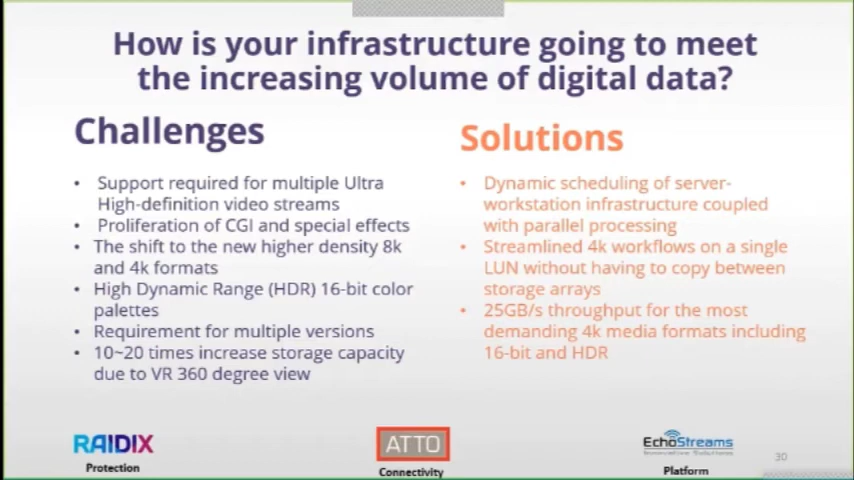 How is your infrastructure going to meet
the increasing volume of digital data?
Challenges
• Support required for multiple Ultra
High-definition video streams
• Proliferation of CGI and special effects
• The shift to the new higher density 8k
and 4k formats
• High Dynamic Range (HDR) 16-bit color
palettes
• Requirement for multiple versions
• 10~20 times increase storage capacity
due to VR 360 degree view
Solutions
• Dynamic scheduling of server-
workstation infrastructure coupled
with parallel processing
• Streamlined 4k workflows on a single
LUN without having to copy between
storage arrays
• 25GB/s throughput for the most
demanding 4k media formats including
16-bit and HDR
RAIDIX
Protection
ATTO
Connectivity
EchoStreams
Platform
30